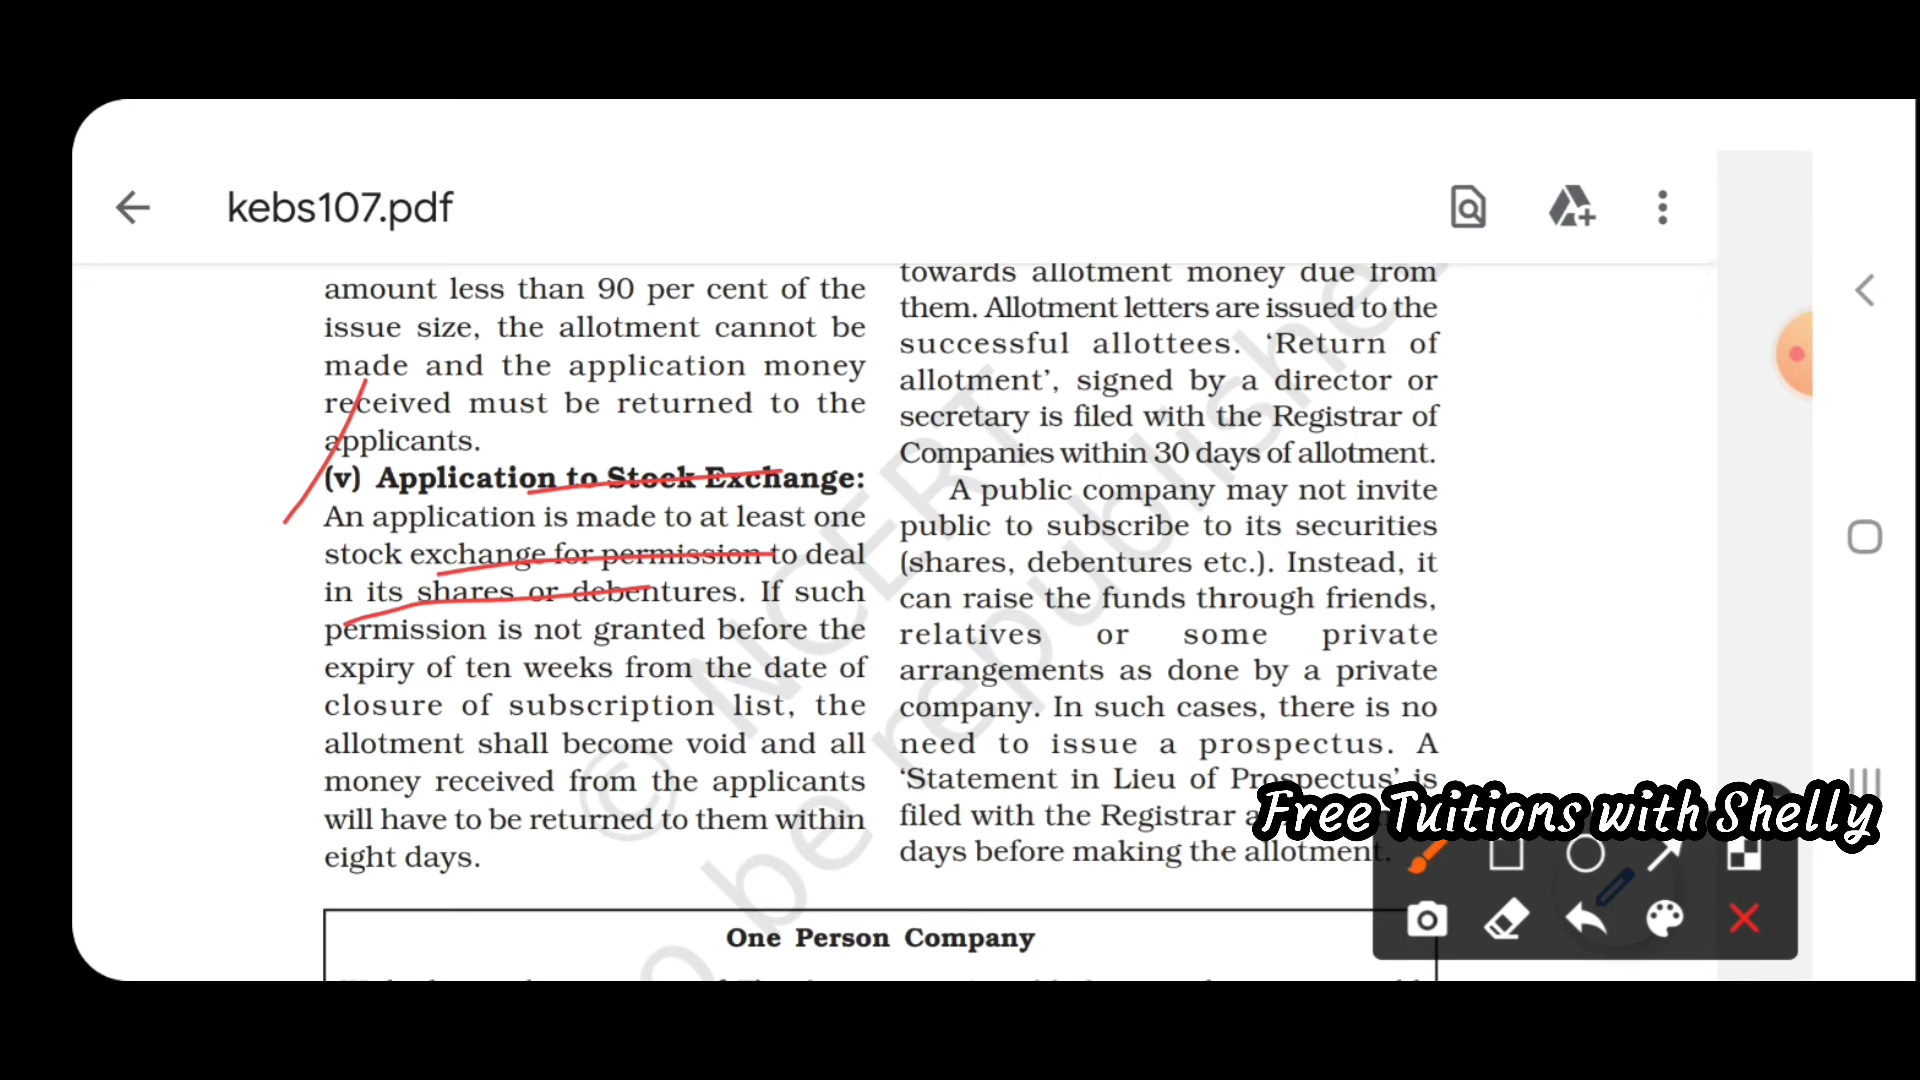 kebs107.pdf
amount less than 90 per cent of the
issue size, the allotment cannot be
made and the application money
received must be returned to the
applicants.
(v) Application to Stock Exchange:
An application is made to at least one
stock exchange for permission to deal
in its shares or debentures. If such
permission is not granted before the
expiry of ten weeks from the date of
closure of subscription list, the
allotment shall become void and all
money received from the applicants
will have to be returned to them within
eight days.
towards allotment money due from
them. Allotment letters are issued to the
successful allottees. ‘Return of
allotment’, signed by a director or
secretary is filed with the Registrar of
Companies within 30 days of allotment.
A public company may not invite
public to subscribe to its securities
(shares, debentures etc.). Instead, it
can raise the funds through friends,
relatives or some private
arrangements as done by a private
company. In such cases, there is no
need to issue a prospectus. A
‘Statement in Lieu of Prospectus’ is
filed with the Registrar
days before making the allotment.
One Person Company
© NCERT
be republished
Free Tuitions with Shelly